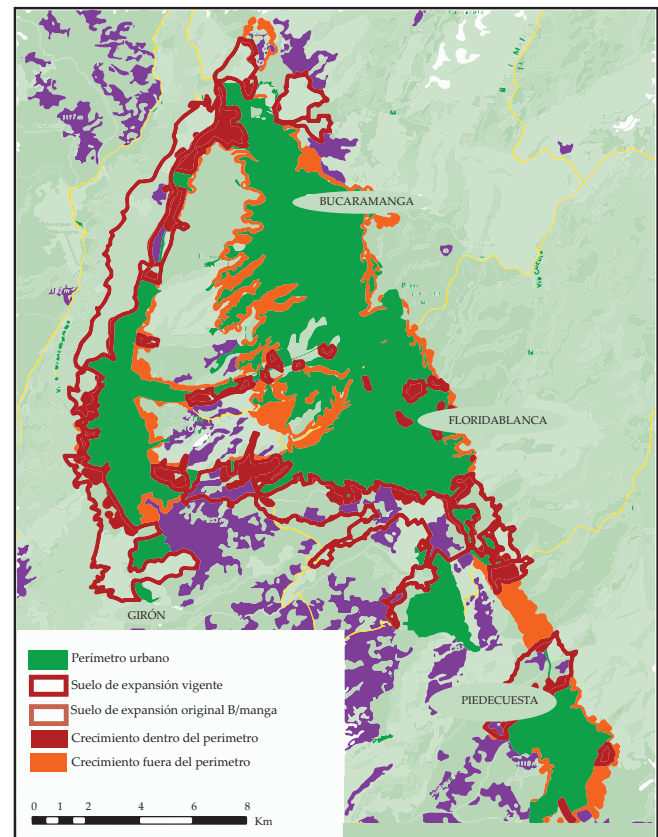 BUCARAMANGA
FLORIDABLANCA
GIRÓN
PIEDECUESTA
Perímetro urbano
Suelo de expansión vigente
Suelo de expansión original B/manga
Crecimiento dentro del perimetro
Crecimiento fuera del perimetro
0 1 2 4 6 8
Km